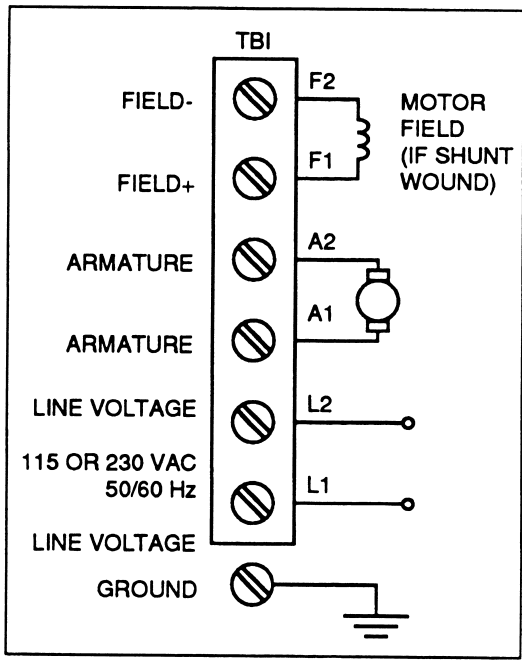 TBI
FIELD-
F2
MOTOR
FIELD
(IF SHUNT
WOUND)
FIELD+
F1
ARMATURE
A2
ARMATURE
A1
LINE VOLTAGE
L2
115 OR 230 VAC
50/60 Hz
L1
LINE VOLTAGE
GROUND